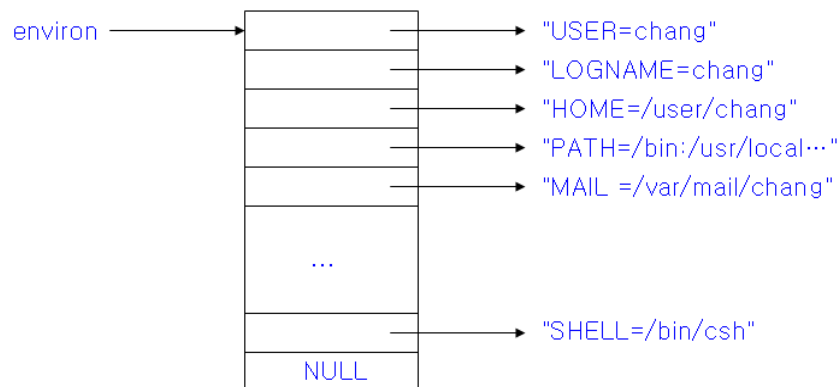 environ
"USER=chang"
"LOGNAME=chang"
"HOME=/user/chang"
"PATH=/bin:/usr/local…"
"MAIL =/var/mail/chang"
…
"SHELL=/bin/csh"
NULL